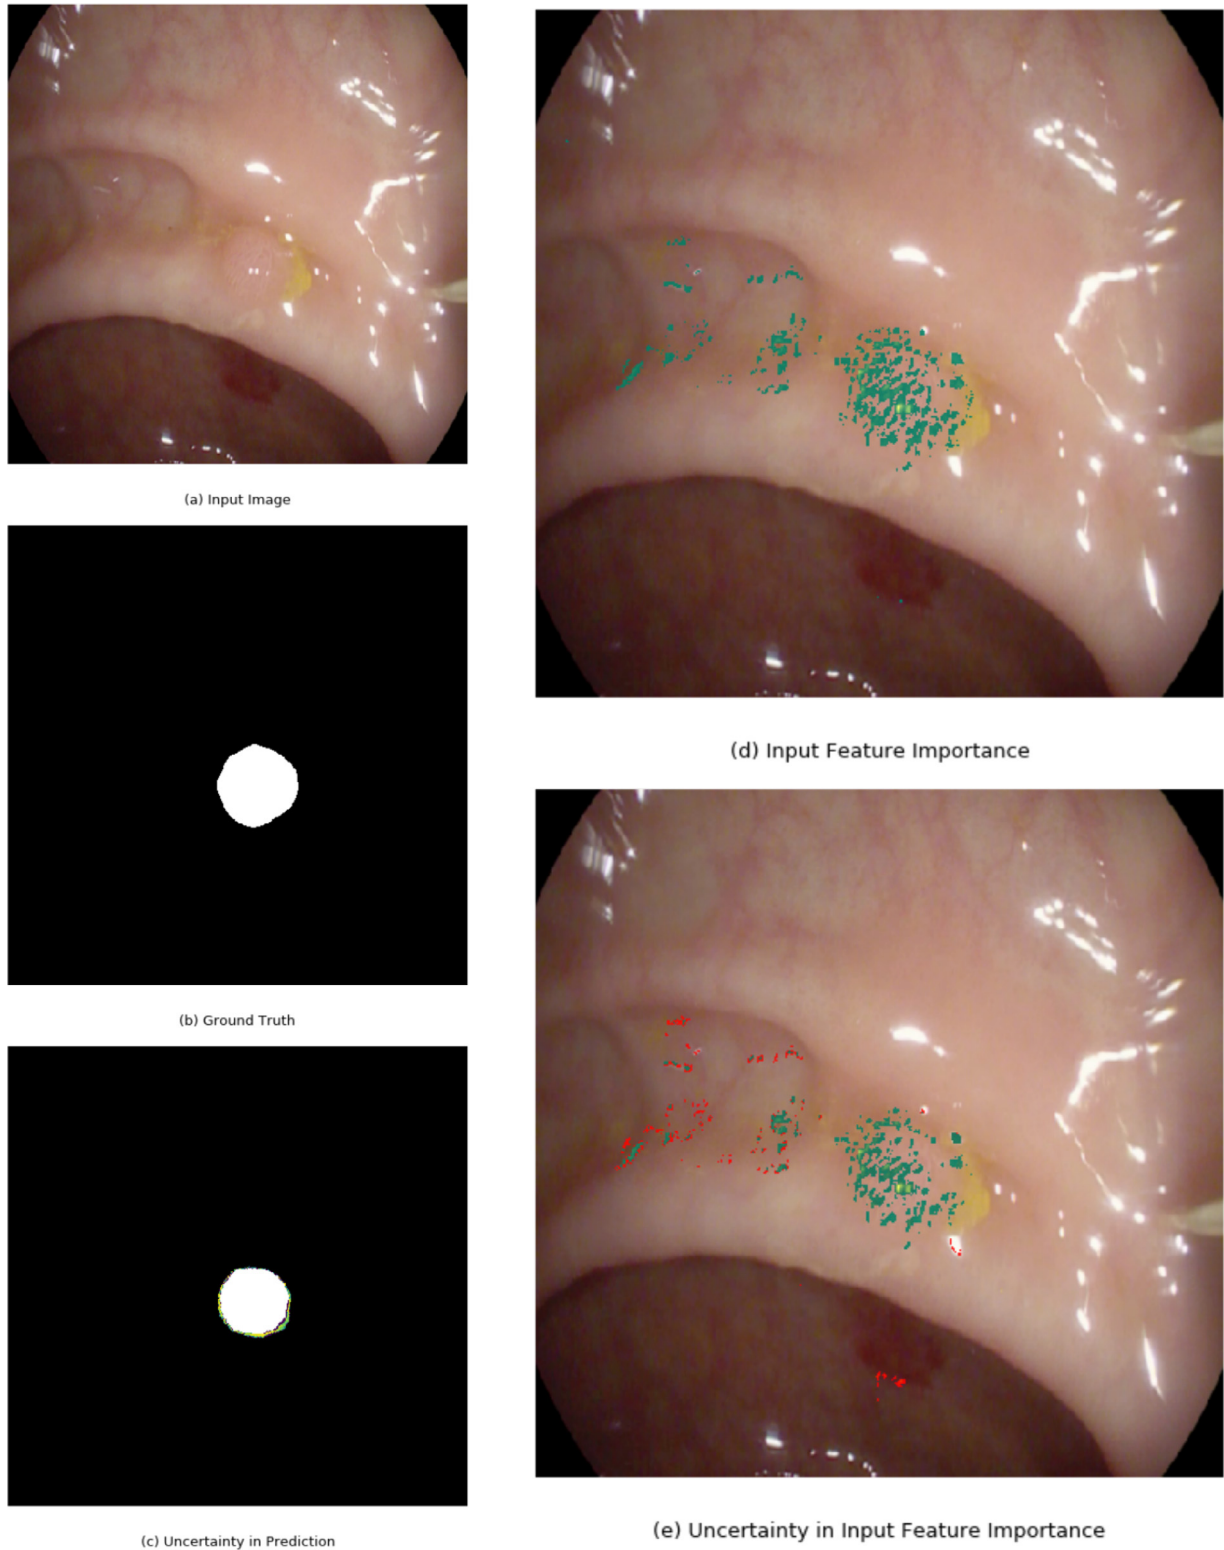 (a) Input Image
(b) Ground Truth
(c) Uncertainty in Prediction
(d) Input Feature Importance
(e) Uncertainty in Input Feature Importance